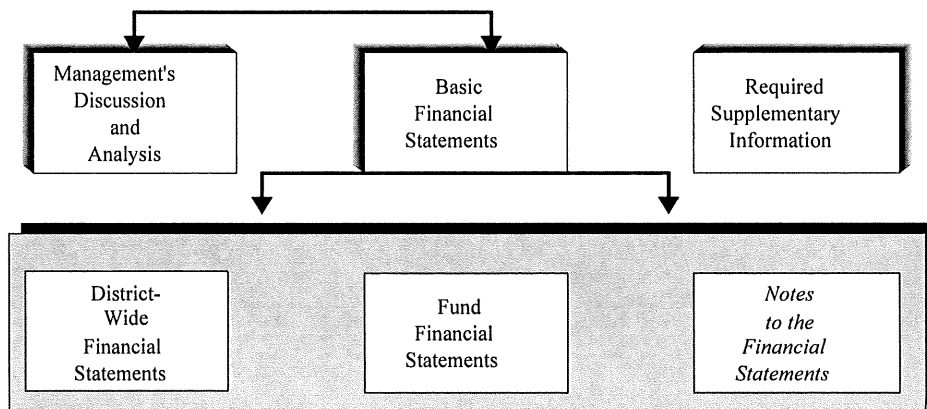 Management's
Discussion
and
Analysis
Basic
Financial
Statements
Required
Supplementary
Information
District-
Wide
Financial
Statements
Fund
Financial
Statements
Notes
to the
Financial
Statements